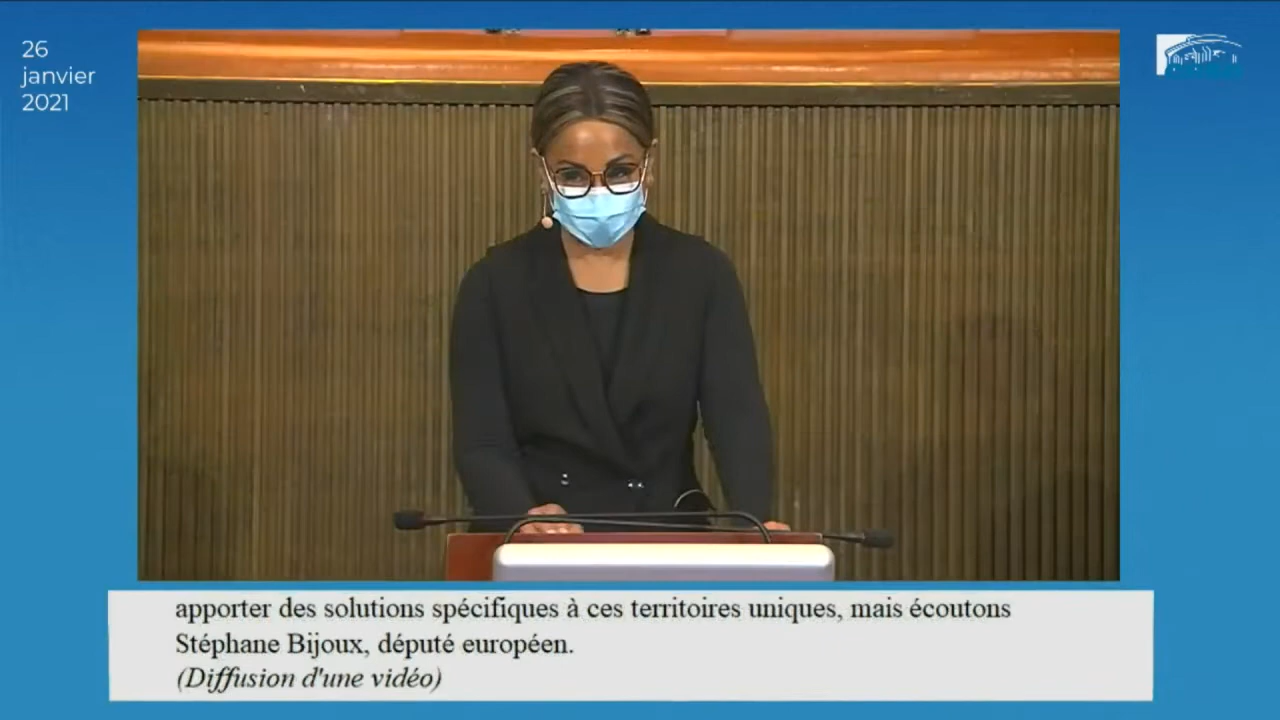 26
janvier
2021
apporter des solutions spécifiques à ces territoires uniques, mais écoutons
Stéphane Bijoux, député européen.
(Diffusion d'une vidéo)